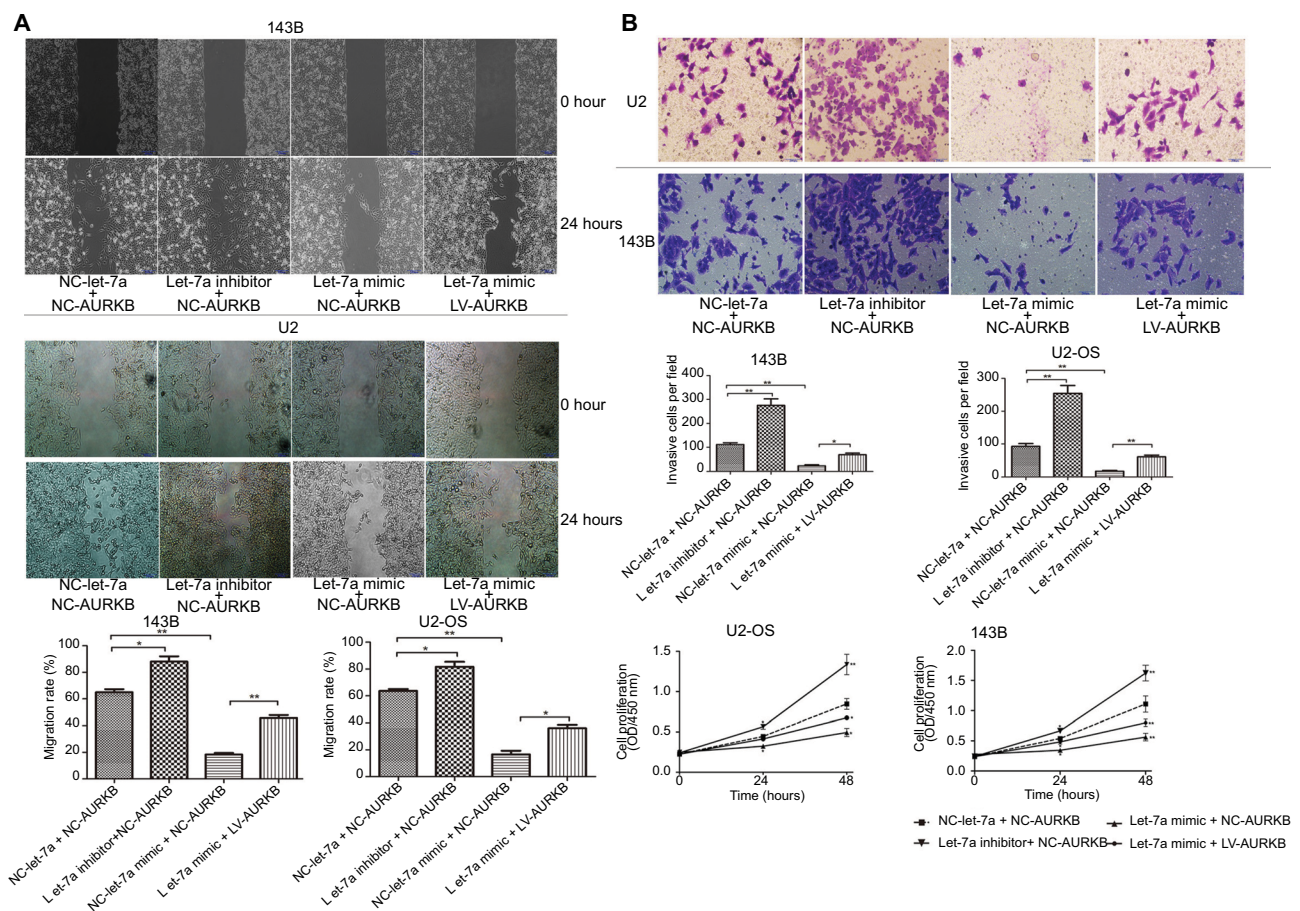 A
143B
0 hour
24 hours
NC-let-7a
+
NC-AURKB
Let-7a inhibitor
+
NC-AURKB
Let-7a mimic
+
NC-AURKB
Let-7a mimic
+
LV-AURKB
U2
0 hour
24 hours
NC-let-7a
+
NC-AURKB
Let-7a inhibitor
+
NC-AURKB
Let-7a mimic
+
NC-AURKB
Let-7a mimic
+
LV-AURKB
143B
Migration rate (%)
100
80
60
40
20
0
**
*
**
NC-let-7a + NC-AURKB
L et-7a inhibitor+NC-AURKB
NC-let-7a mimic + NC-AURKB
L et-7a mimic + LV-AURKB
U2-OS
Migration rate (%)
100
80
60
40
20
0
**
*
*
NC-let-7a + NC-AURKB
L et-7a inhibitor + NC-AURKB
NC-let-7a mimic + NC-AURKB
L et-7a mimic + LV-AURKB
B
U2
143B
NC-let-7a
+
NC-AURKB
Let-7a inhibitor
+
NC-AURKB
Let-7a mimic
+
NC-AURKB
Let-7a mimic
+
LV-AURKB
143B
Invasive cells per field
400
300
200
100
0
**
**
*
NC-let-7a + NC-AURKB
L et-7a inhibitor + NC-AURKB
NC-let-7a mimic + NC-AURKB
L et-7a mimic + LV-AURKB
U2-OS
Invasive cells per field
300
200
100
0
**
**
**
NC-let-7a + NC-AURKB
L et-7a inhibitor + NC-AURKB
NC-let-7a mimic + NC-AURKB
L et-7a mimic + LV-AURKB
U2-OS
Cell proliferation
(OD/450 nm)
1.5
1.0
0.5
0.0
0
24
48
Time (hours)
*
*
**
*
*
143B
Cell proliferation
(OD/450 nm)
2.0
1.5
1.0
0.5
0.0
0
24
48
Time (hours)
*
*
**
**
**
NC-let-7a + NC-AURKB
Let-7a mimic + NC-AURKB
Let-7a inhibitor+ NC-AURKB
Let-7a mimic + LV-AURKB